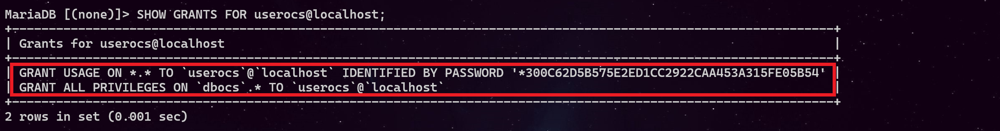 MariaDB [(none)]> SHOW GRANTS FOR userocs@localhost;
+----------------------------------------------------------------------------------------------------------------+
| Grants for userocs@localhost |
+----------------------------------------------------------------------------------------------------------------+
| GRANT USAGE ON *.* TO `userocs`@`localhost` IDENTIFIED BY PASSWORD '*300C62D5B575E2ED1CC2922CAA453A315FE05B54' |
| GRANT ALL PRIVILEGES ON `dbocs`.* TO `userocs`@`localhost` |
+----------------------------------------------------------------------------------------------------------------+
2 rows in set (0.001 sec)